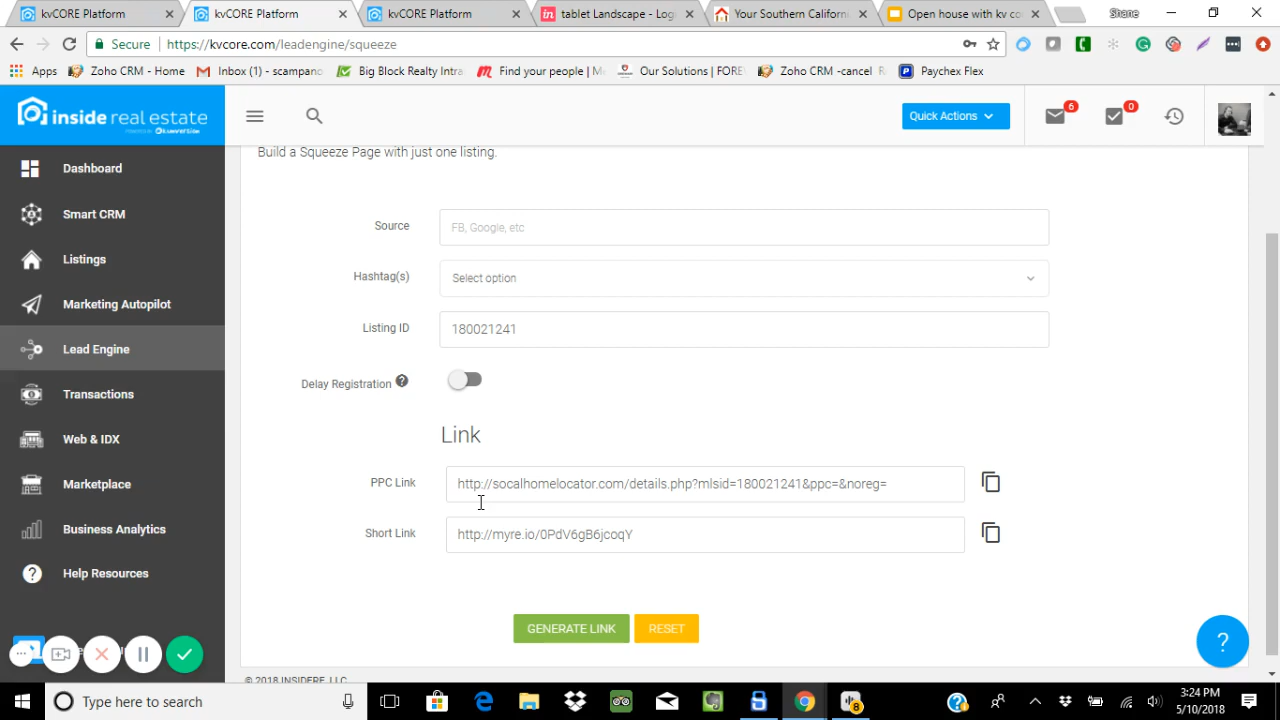 kvCORE Platform
kvCORE Platform
kvCORE Platform
tablet Landscape - Log
Your Southern Californi
Open house with kv co
Shane
Secure
https://kvcore.com/leadengine/squeeze
Apps
Zoho CRM - Home
Inbox (1) - scampano
Big Block Realty Intra
Find your people | M
Our Solutions | FORE
Zoho CRM -cancel R
Paychex Flex
inside real estate
Quick Actions
6
0
Build a Squeeze Page with just one listing.
Dashboard
Smart CRM
Listings
Marketing Autopilot
Lead Engine
Transactions
Web & IDX
Marketplace
Business Analytics
Help Resources
Source
FB, Google, etc
Hashtag(s)
Select option
Listing ID
180021241
Delay Registration ?
Link
PPC Link
http://socalhomelocator.com/details.php?mlsid=180021241&ppc=&noreg=
Short Link
http://myre.io/0PdV6gB6jcoqY
GENERATE LINK
RESET
?
© 2018 INSIDERE, LLC
Type here to search
8
3:24 PM
5/10/2018